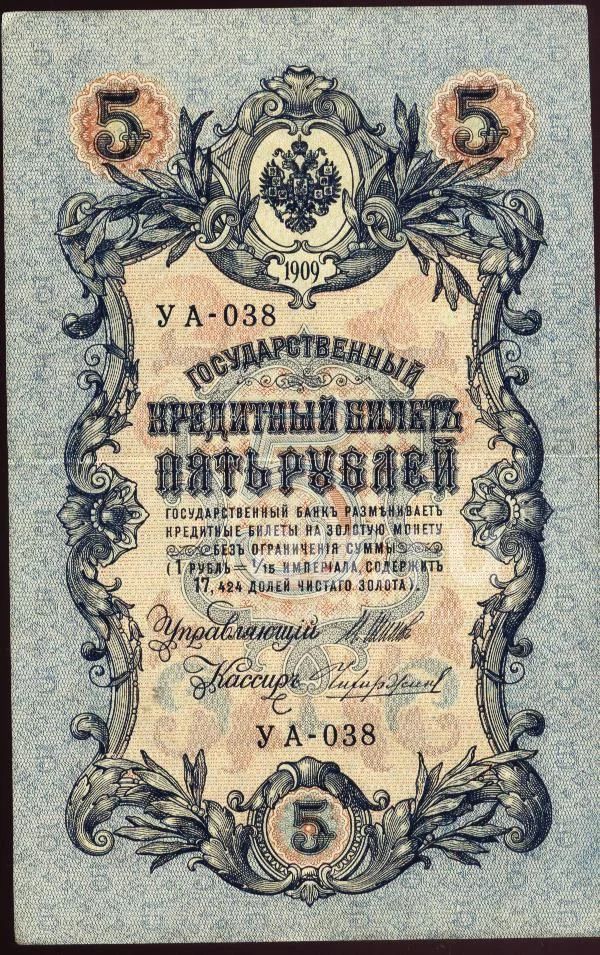 5 5
1909
УА-038
ГОСУДАРСТВЕННЫЙ
КРЕДИТНЫЙ БИЛЕТЪ
ПЯТЬ РУБЛЕЙ
ГОСУДАРСТВЕННЫЙ БАНКЪ РАЗМѢНИВАЕТЪ
КРЕДИТНЫЕ БИЛЕТЫ НА ЗОЛОТУЮ МОНЕТУ
БЕЗЪ ОГРАНИЧЕНІЯ СУММЫ
(1 РУБЛЬ = 1/15 ИМПЕРІАЛА, СОДЕРЖИТЪ
17,424 ДОЛЕЙ ЧИСТАГО ЗОЛОТА).
Управляющій
Кассиръ
УА-038
5